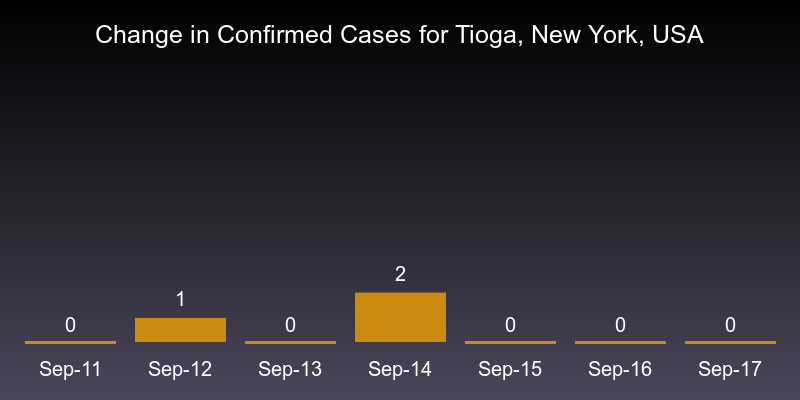 Change in Confirmed Cases for Tioga, New York, USA
0 1 0 2 0 0 0
Sep-11 Sep-12 Sep-13 Sep-14 Sep-15 Sep-16 Sep-17